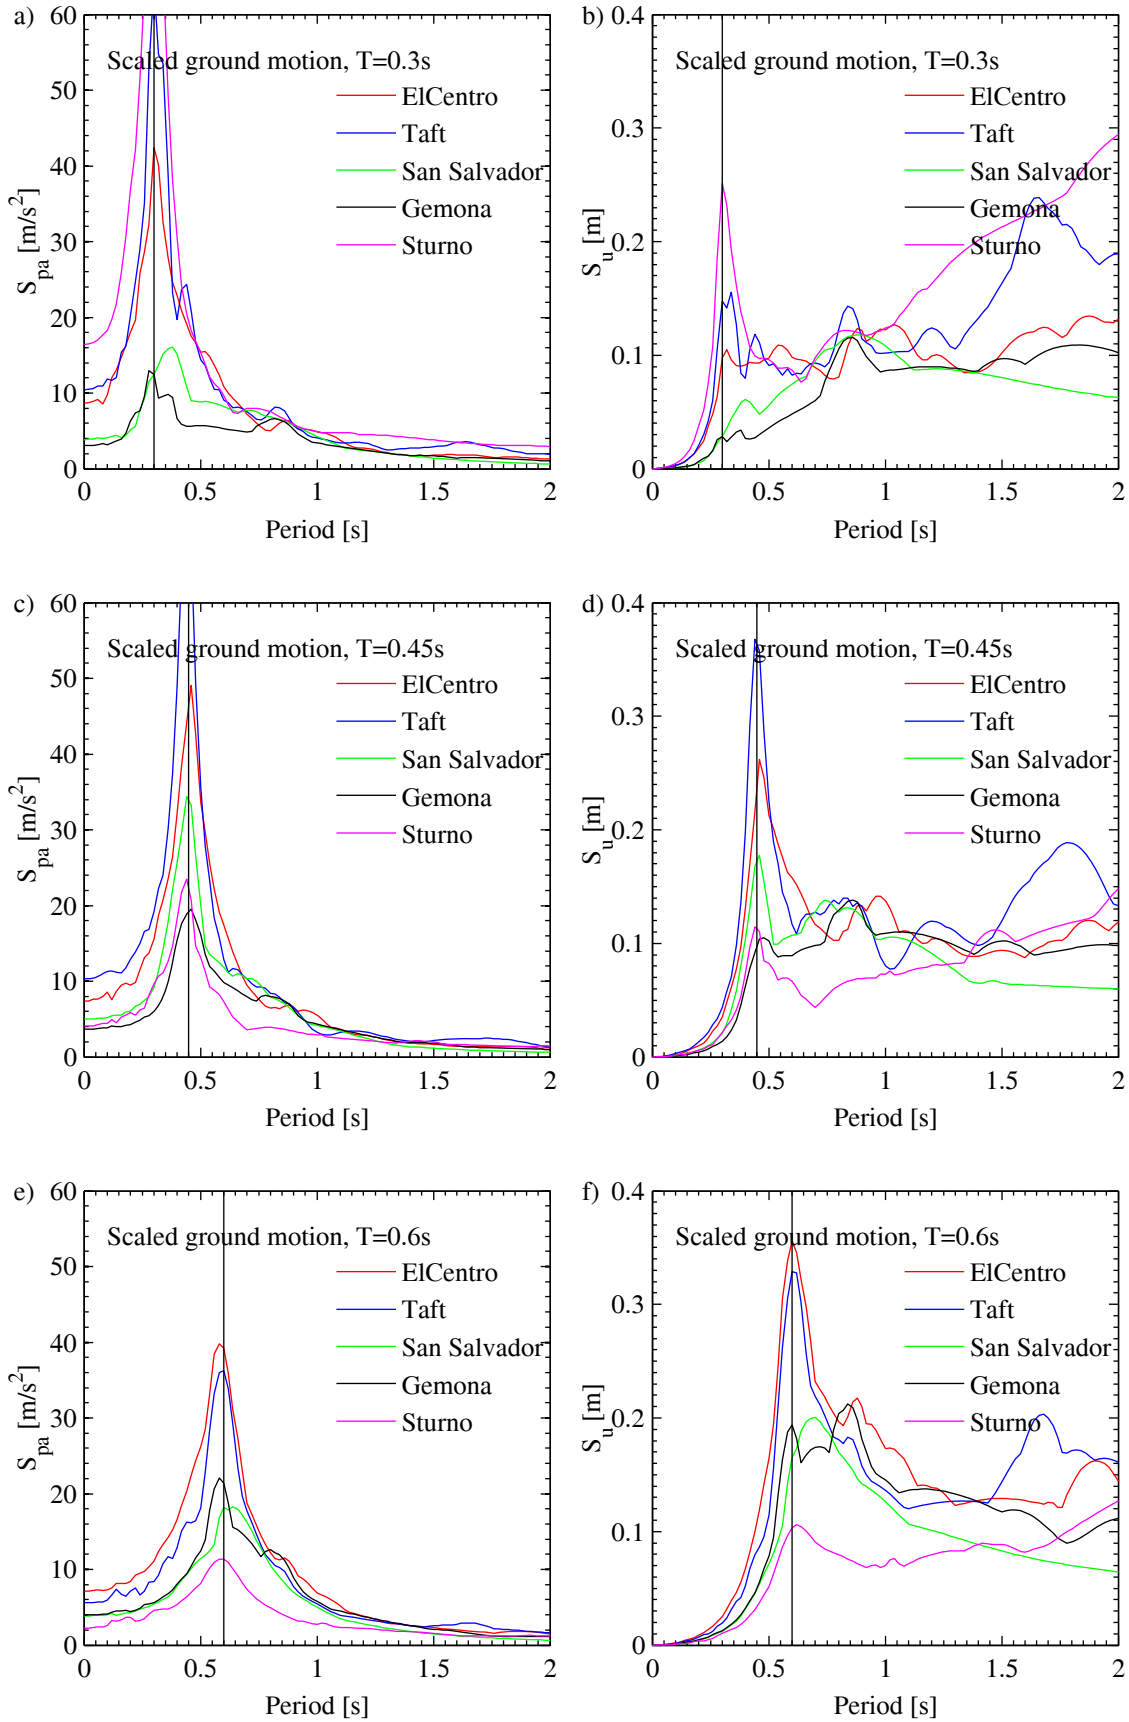 a)
60
50
40
30
20
10
0
S_pa [m/s²]
Scaled ground motion, T=0.3s
ElCentro
Taft
San Salvador
Gemona
Sturno
0 0.5 1 1.5 2
Period [s]
b)
0.4
0.3
0.2
0.1
0
S_u [m]
Scaled ground motion, T=0.3s
ElCentro
Taft
San Salvador
Gemona
Sturno
0 0.5 1 1.5 2
Period [s]
c)
60
50
40
30
20
10
0
S_pa [m/s²]
Scaled ground motion, T=0.45s
ElCentro
Taft
San Salvador
Gemona
Sturno
0 0.5 1 1.5 2
Period [s]
d)
0.4
0.3
0.2
0.1
0
S_u [m]
Scaled ground motion, T=0.45s
ElCentro
Taft
San Salvador
Gemona
Sturno
0 0.5 1 1.5 2
Period [s]
e)
60
50
40
30
20
10
0
S_pa [m/s²]
Scaled ground motion, T=0.6s
ElCentro
Taft
San Salvador
Gemona
Sturno
0 0.5 1 1.5 2
Period [s]
f)
0.4
0.3
0.2
0.1
0
S_u [m]
Scaled ground motion, T=0.6s
ElCentro
Taft
San Salvador
Gemona
Sturno
0 0.5 1 1.5 2
Period [s]